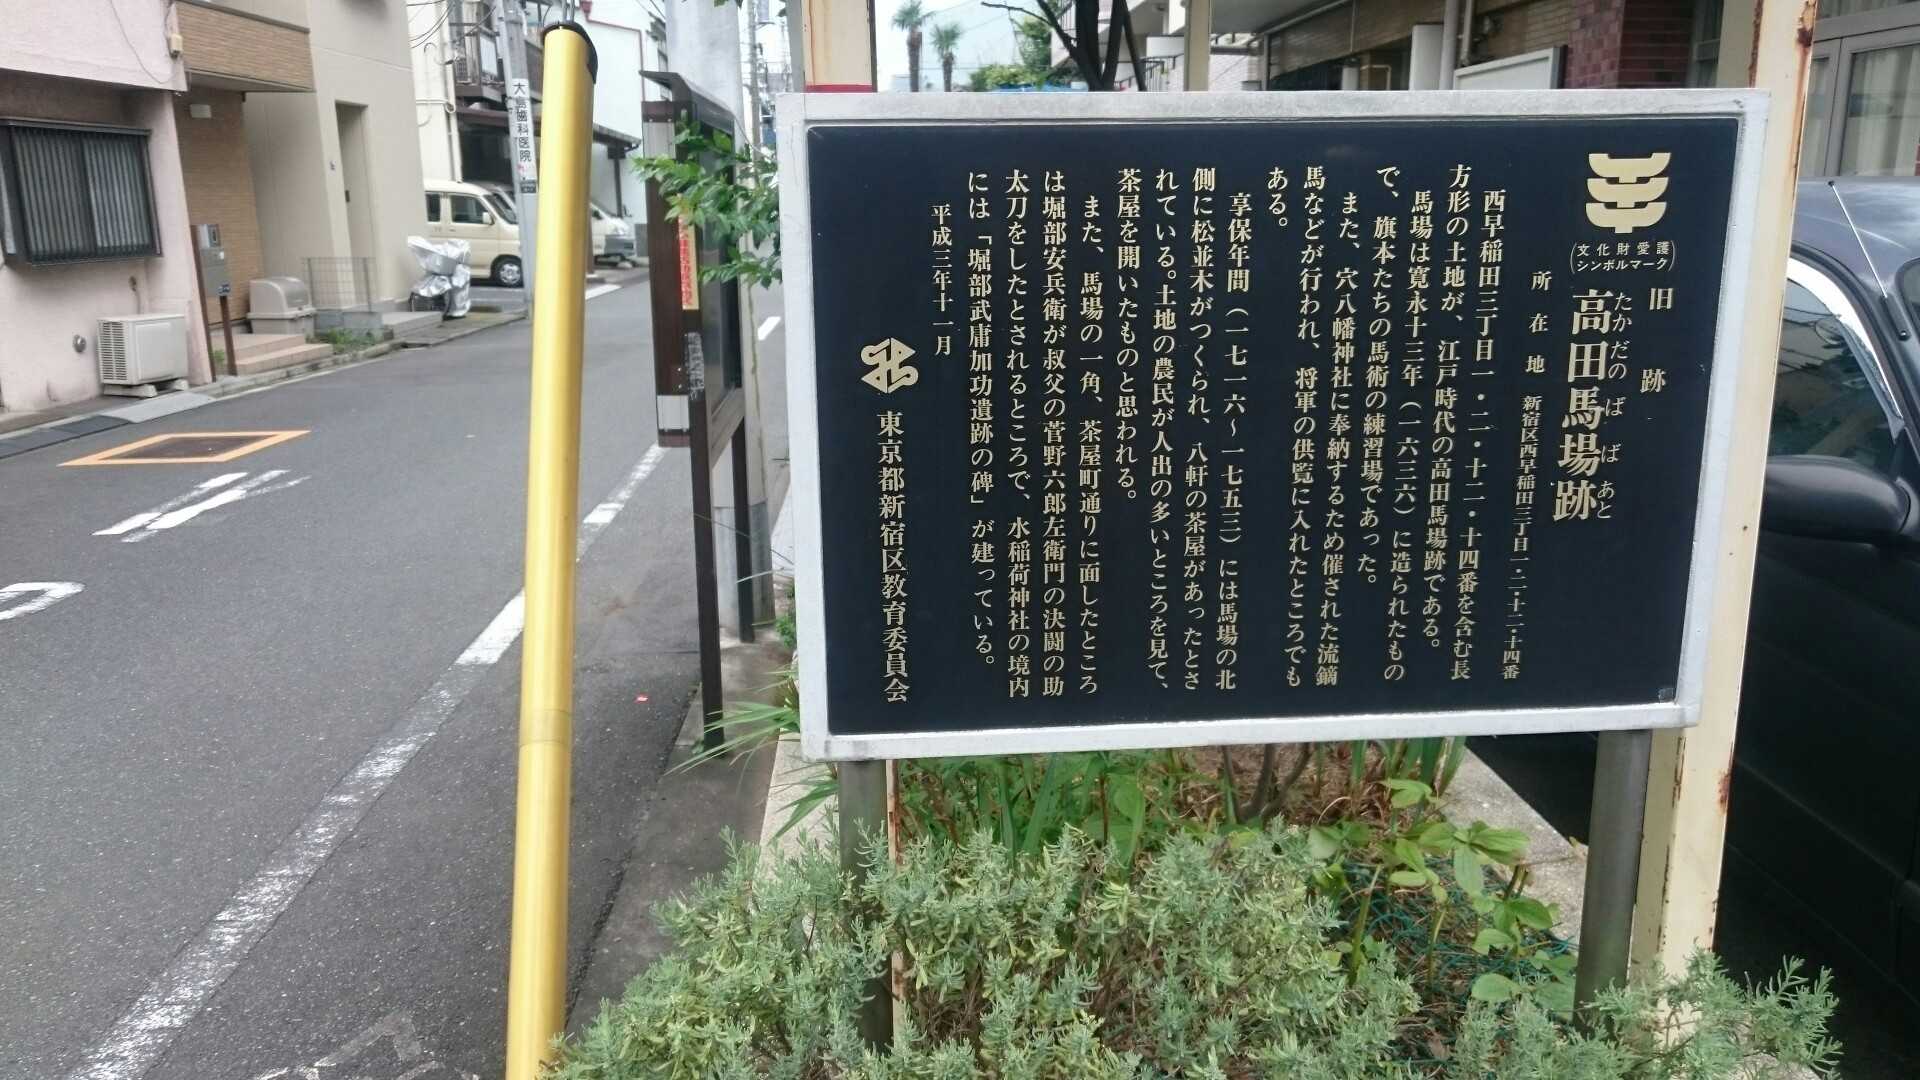 文化財愛護
シンボルマーク
旧跡
たかだのばばあと
高田馬場跡
所在地 新宿区西早稲田三丁目一・二・十二・十四番
西早稲田三丁目一・二・十二・十四番を含む長
方形の土地が、江戸時代の高田馬場跡である。
馬場は寛永十三年（一六三六）に造られたもの
で、旗本たちの馬術の練習場であった。
また、穴八幡神社に奉納するため催された流鏑
馬などが行われ、将軍の供覧に入れたところでも
ある。
享保年間（一七一六〜一七五三）には馬場の北
側に松並木がつくられ、八軒の茶屋があったとさ
れている。土地の農民が人出の多いところを見て、
茶屋を開いたものと思われる。
また、馬場の一角、茶屋町通りに面したところ
は堀部安兵衛が叔父の菅野六郎左衛門の決闘の助
太刀をしたとされるところで、水稲荷神社の境内
には「堀部武庸加功遺跡の碑」が建っている。
平成三年十一月
東京都新宿区教育委員会
大島歯科医院